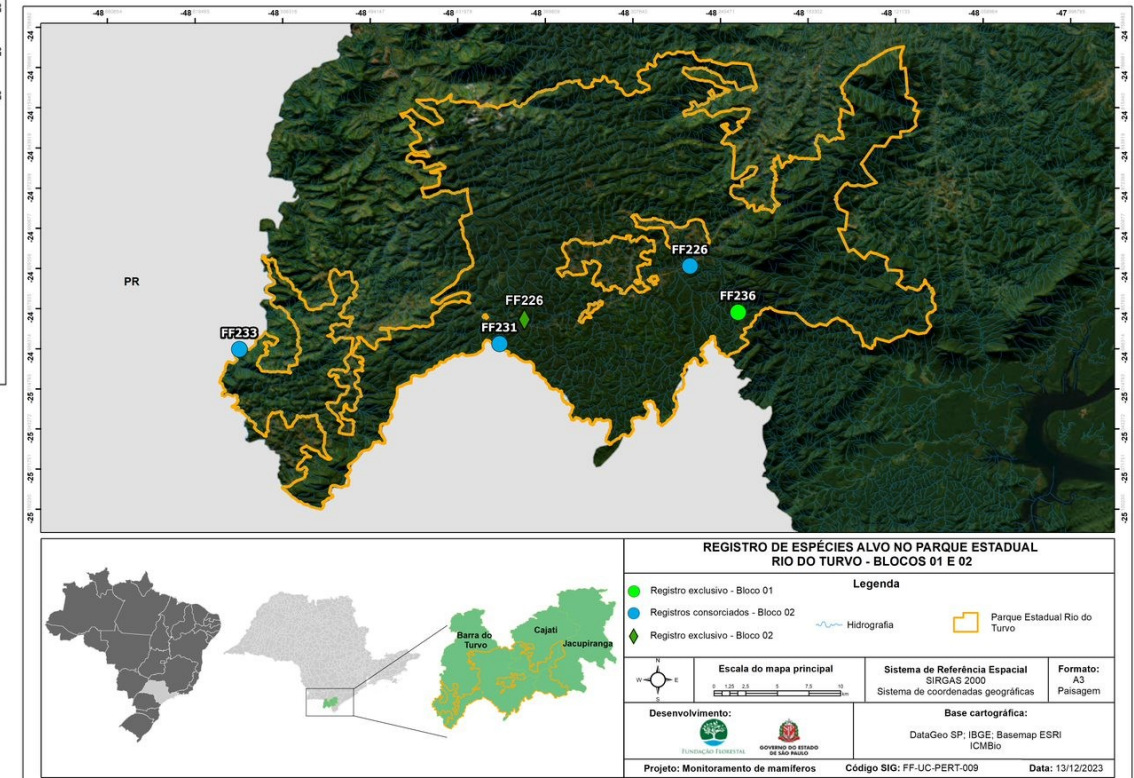 -48
-48
-48
-48
-48
-48
-48
-48
-48
-48
-48
-47
-24
-24
-24
-24
-24
-24
-24
-24
-24
-24
-25
-25
-25
PR
FF226
FF236
FF226
FF231
FF233
REGISTRO DE ESPÉCIES ALVO NO PARQUE ESTADUAL
RIO DO TURVO - BLOCOS 01 E 02
Legenda
Registro exclusivo - Bloco 01
Registros consorciados - Bloco 02
Registro exclusivo - Bloco 02
Hidrografia
Parque Estadual Rio do
Turvo
Barra do
Turvo
Cajati
Jacupiranga
N
W E
S
Escala do mapa principal
0 1,25 2,5 5 7,5 10
km
Sistema de Referência Espacial
SIRGAS 2000
Sistema de coordenadas geográficas
Formato:
A3
Paisagem
Desenvolvimento:
FUNDAÇÃO FLORESTAL
GOVERNO DO ESTADO
DE SÃO PAULO
Base cartográfica:
DataGeo SP; IBGE; Basemap ESRI
ICMBio
Projeto: Monitoramento de mamíferos
Código SIG: FF-UC-PERT-009
Data: 13/12/2023